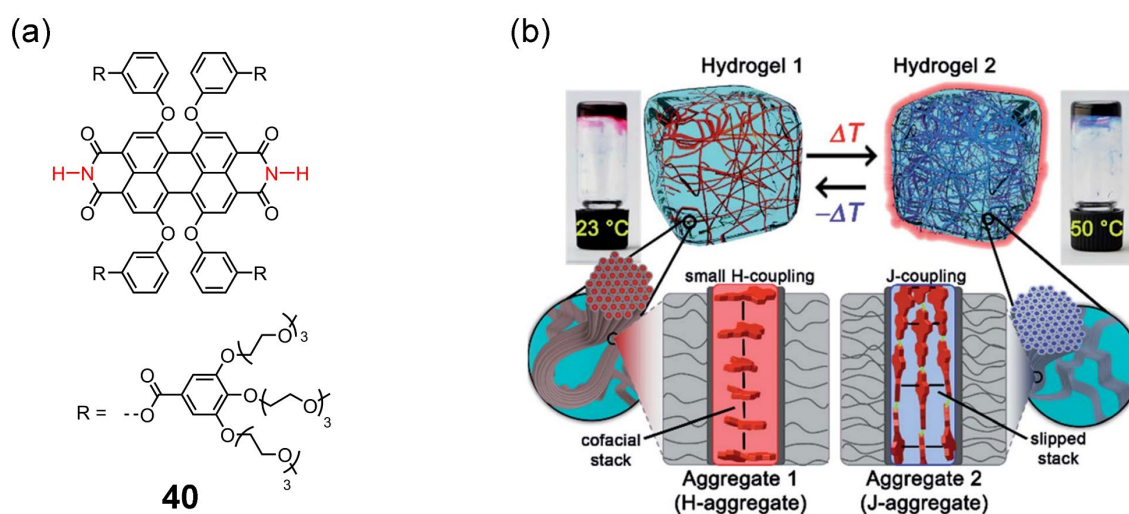 (a)
R
R
O
O
O
O
H
N
N
H
O
O
O
O
R
R
R =
O
O
O
O
3
O
O
3
O
O
3
40
(b)
Hydrogel 1
Hydrogel 2
ΔT
−ΔT
23 °C
50 °C
small H-coupling
J-coupling
cofacial
stack
slipped
stack
Aggregate 1
(H-aggregate)
Aggregate 2
(J-aggregate)